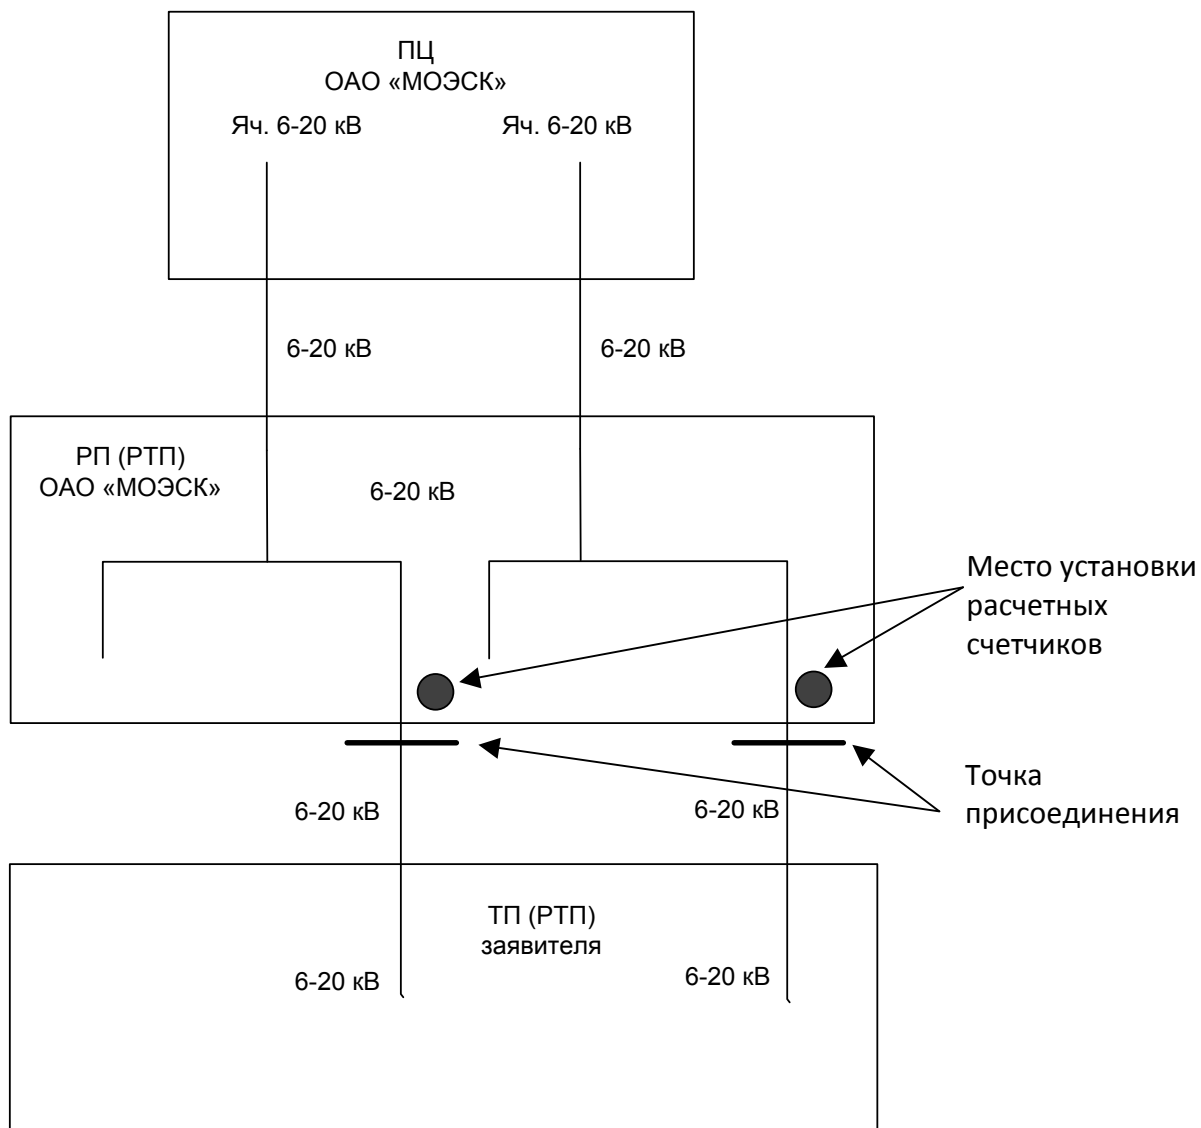 ПЦ
ОАО «МОЭСК»
Яч. 6-20 кВ
Яч. 6-20 кВ
6-20 кВ
6-20 кВ
РП (РТП)
ОАО «МОЭСК»
6-20 кВ
Место установки
расчетных
счетчиков
Точка
присоединения
6-20 кВ
6-20 кВ
ТП (РТП)
заявителя
6-20 кВ
6-20 кВ